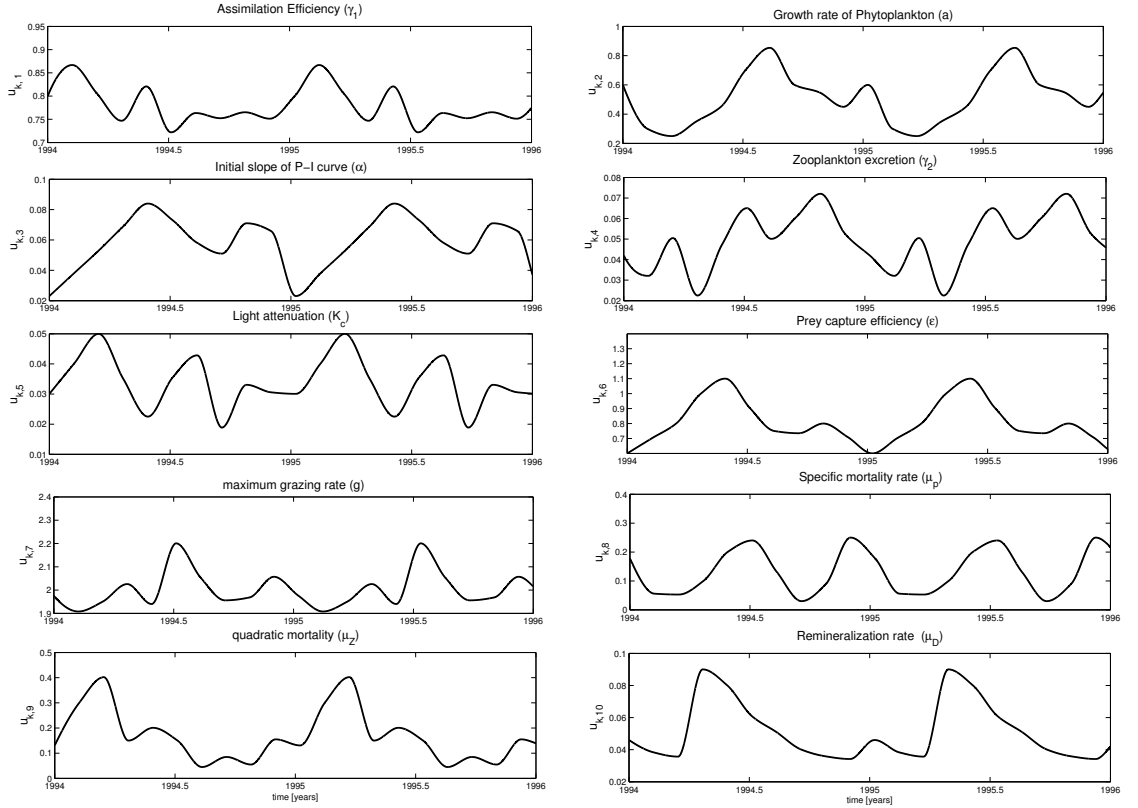 Assimilation Efficiency (γ1)
0.95
0.9
0.85
0.8
0.75
0.7
u k, 1
1994 1994.5 1995 1995.5 1996
Growth rate of Phytoplankton (a)
1
0.8
0.6
0.4
0.2
u k,2
1994 1994.5 1995 1995.5 1996
Initial slope of P−I curve (α)
0.1
0.08
0.06
0.04
0.02
u k,3
1994 1994.5 1995 1995.5 1996
Zooplankton excretion (γ2)
0.08
0.07
0.06
0.05
0.04
0.03
0.02
u k,4
1994 1994.5 1995 1995.5 1996
Light attenuation (Kc)
0.05
0.04
0.03
0.02
0.01
u k,5
1994 1994.5 1995 1995.5 1996
Prey capture efficiency (ε)
1.3
1.2
1.1
1
0.9
0.8
0.7
u k,6
1994 1994.5 1995 1995.5 1996
maximum grazing rate (g)
2.4
2.3
2.2
2.1
2
1.9
u k,7
1994 1994.5 1995 1995.5 1996
Specific mortality rate (μp)
0.4
0.3
0.2
0.1
0
u k,8
1994 1994.5 1995 1995.5 1996
quadratic mortality (μZ)
0.5
0.4
0.3
0.2
0.1
0
u k,9
1994 1994.5 1995 1995.5 1996
time [years]
Remineralization rate (μD)
0.1
0.08
0.06
0.04
0.02
u k,10
1994 1994.5 1995 1995.5 1996
time [years]